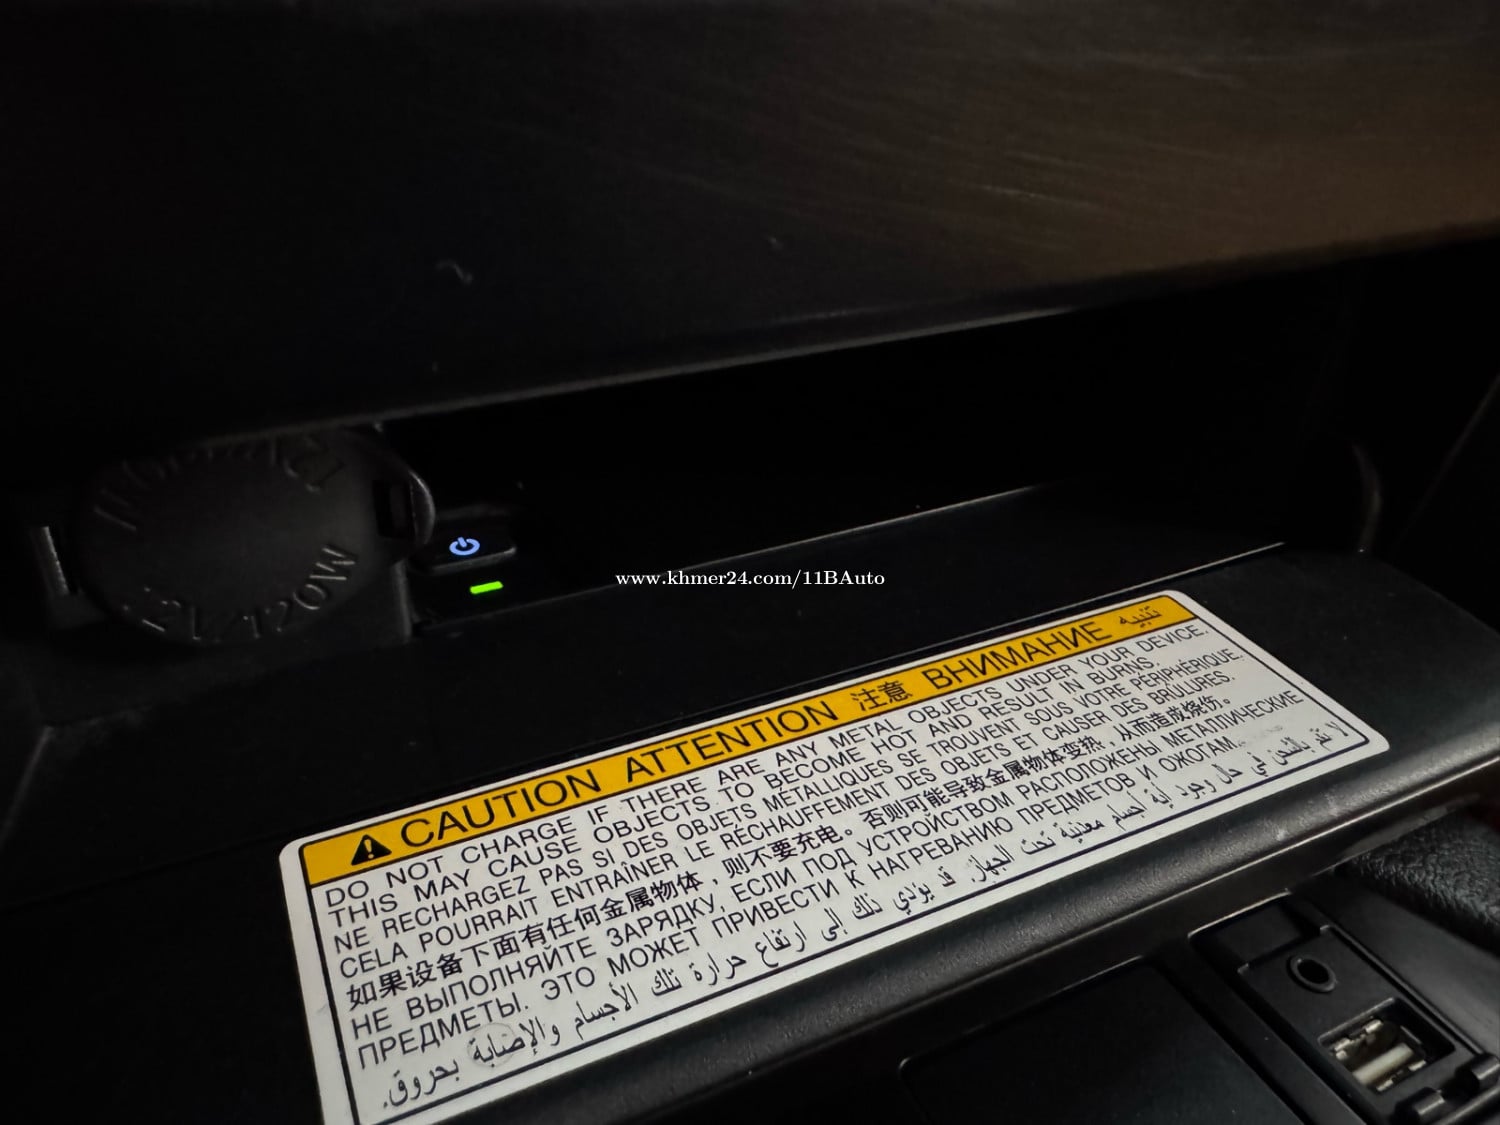 12V/120W
www.khmer24.com/11BAuto
CAUTION ATTENTION 注意 ВНИМАНИЕ تنبيه
DO NOT CHARGE IF THERE ARE ANY METAL OBJECTS UNDER YOUR DEVICE.
THIS MAY CAUSE OBJECTS TO BECOME HOT AND RESULT IN BURNS.
NE RECHARGEZ PAS SI DES OBJETS MÉTALLIQUES SE TROUVENT SOUS VOTRE PÉRIPHÉRIQUE.
CELA POURRAIT ENTRAÎNER LE RÉCHAUFFEMENT DES OBJETS ET CAUSER DES BRÛLURES.
如果设备下面有任何金属物体，则不要充电。否则可能导致金属物体变热，从而造成烧伤。
НЕ ВЫПОЛНЯЙТЕ ЗАРЯДКУ, ЕСЛИ ПОД УСТРОЙСТВОМ РАСПОЛОЖЕНЫ МЕТАЛЛИЧЕСКИЕ
ПРЕДМЕТЫ. ЭТО МОЖЕТ ПРИВЕСТИ К НАГРЕВАНИЮ ПРЕДМЕТОВ И ОЖОГАМ.
لا تقم بالشحن في حال وجود أية أجسام معدنية تحت الجهاز. قد يؤدي ذلك إلى ارتفاع حرارة تلك الأجسام والإصابة بحروق.